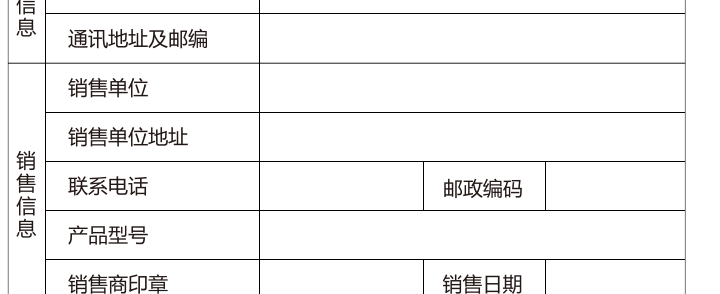 信息
通讯地址及邮编
销售信息
销售单位
销售单位地址
联系电话 邮政编码
产品型号
销售商印章 销售日期